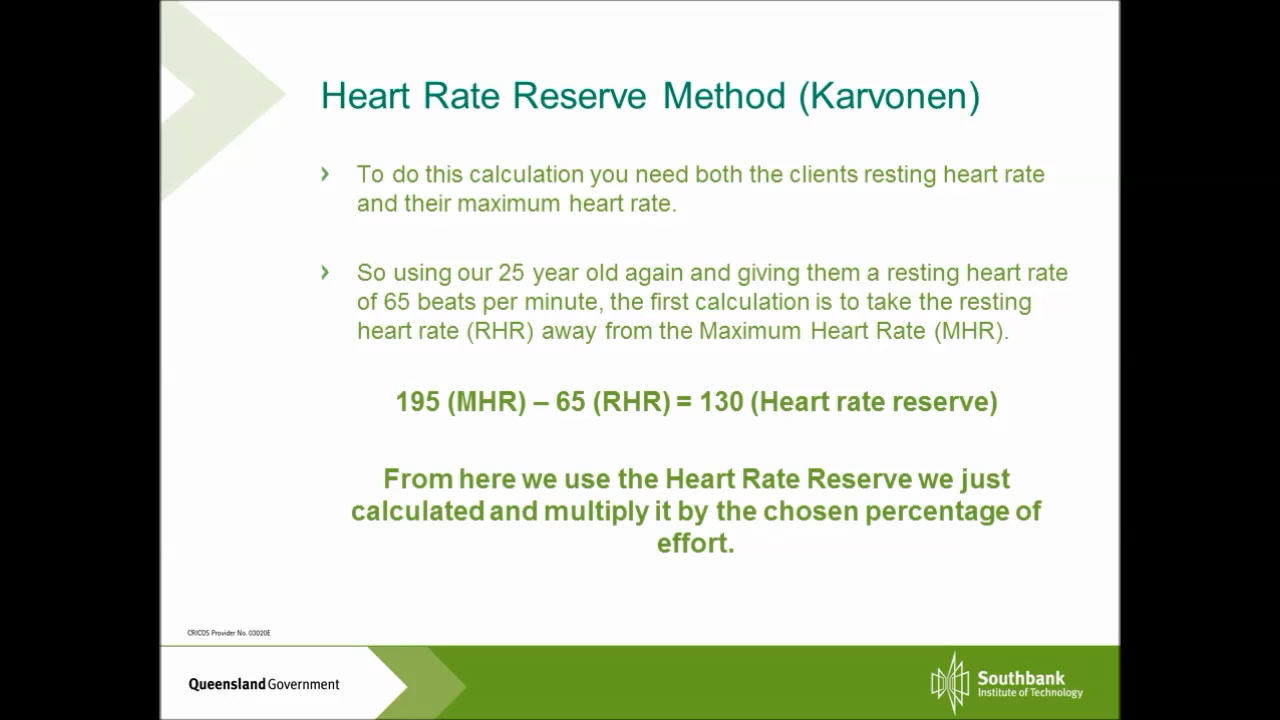 Heart Rate Reserve Method (Karvonen)
› To do this calculation you need both the clients resting heart rate
and their maximum heart rate.
› So using our 25 year old again and giving them a resting heart rate
of 65 beats per minute, the first calculation is to take the resting
heart rate (RHR) away from the Maximum Heart Rate (MHR).
195 (MHR) – 65 (RHR) = 130 (Heart rate reserve)
From here we use the Heart Rate Reserve we just
calculated and multiply it by the chosen percentage of
effort.
CRICOS Provider No. 03020E
Queensland Government
Southbank
Institute of Technology